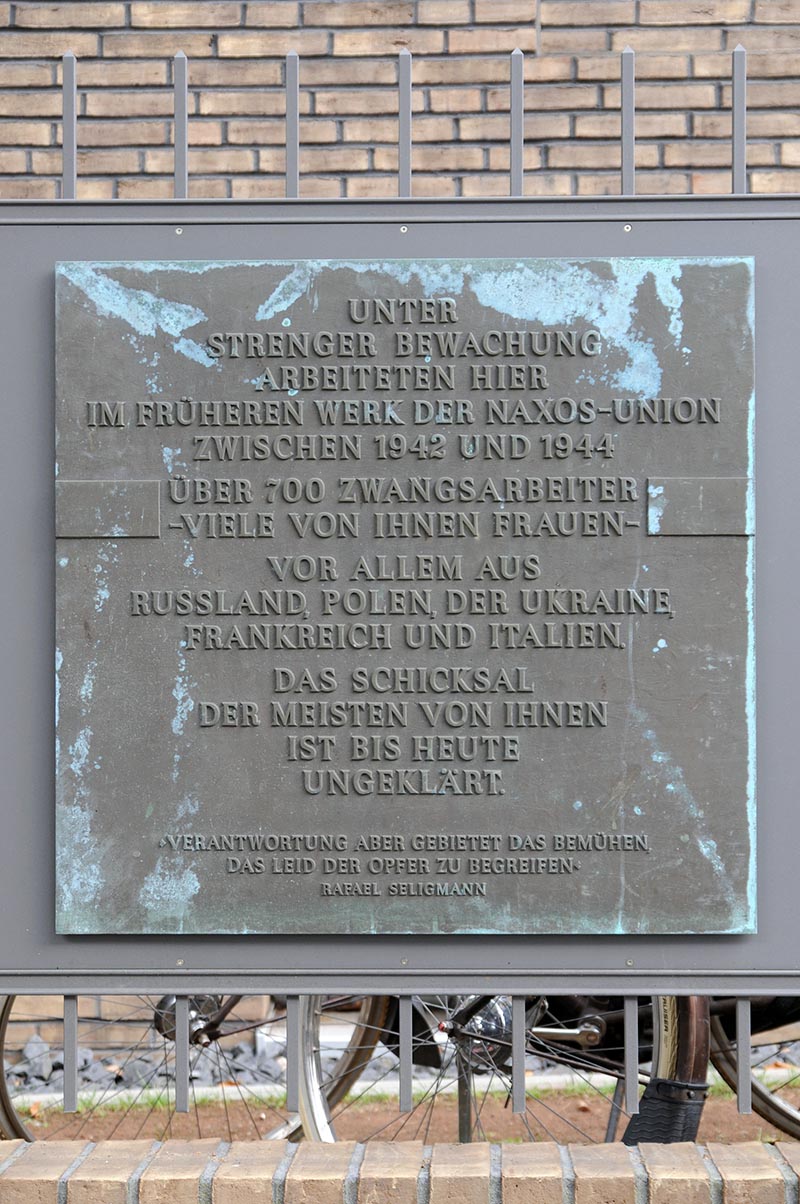 UNTER
STRENGER BEWACHUNG
ARBEITETEN HIER
IM FRÜHEREN WERK DER NAXOS-UNION
ZWISCHEN 1942 UND 1944
ÜBER 700 ZWANGSARBEITER
-VIELE VON IHNEN FRAUEN-
VOR ALLEM AUS
RUSSLAND, POLEN, DER UKRAINE,
FRANKREICH UND ITALIEN.
DAS SCHICKSAL
DER MEISTEN VON IHNEN
IST BIS HEUTE
UNGEKLÄRT.
›VERANTWORTUNG ABER GEBIETET DAS BEMÜHEN,
DAS LEID DER OPFER ZU BEGREIFEN‹
RAFAEL SELIGMANN